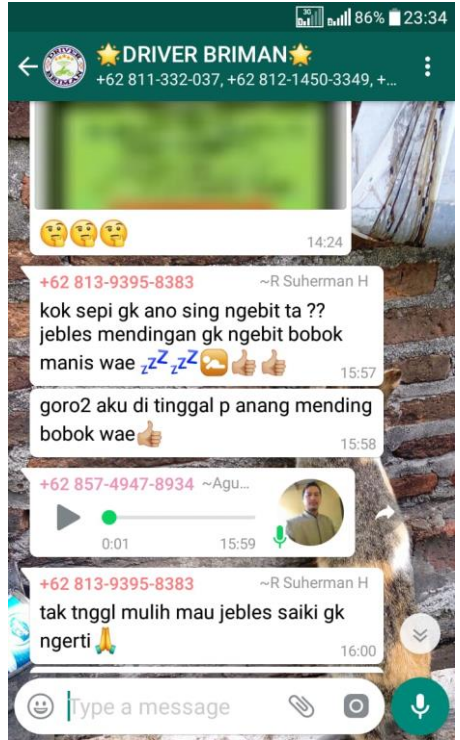 3G 86% 23:34
🌟DRIVER BRIMAN🌟
+62 811-332-037, +62 812-1450-3349, +...
DRIVER
BRIMAN
🤔🤔🤔
14:24
+62 813-9395-8383 ~R Suherman H
kok sepi gk ano sing ngebit ta ??
jebles mendingan gk ngebit bobok
manis wae 💤💤🙊👍🏼👍🏼
15:57
goro2 aku di tinggal p anang mending
bobok wae👍🏼
15:58
+62 857-4947-8934 ~Agu...
0:01 15:59
+62 813-9395-8383 ~R Suherman H
tak tnggl mulih mau jebles saiki gk
ngerti🙏
16:00
Type a message